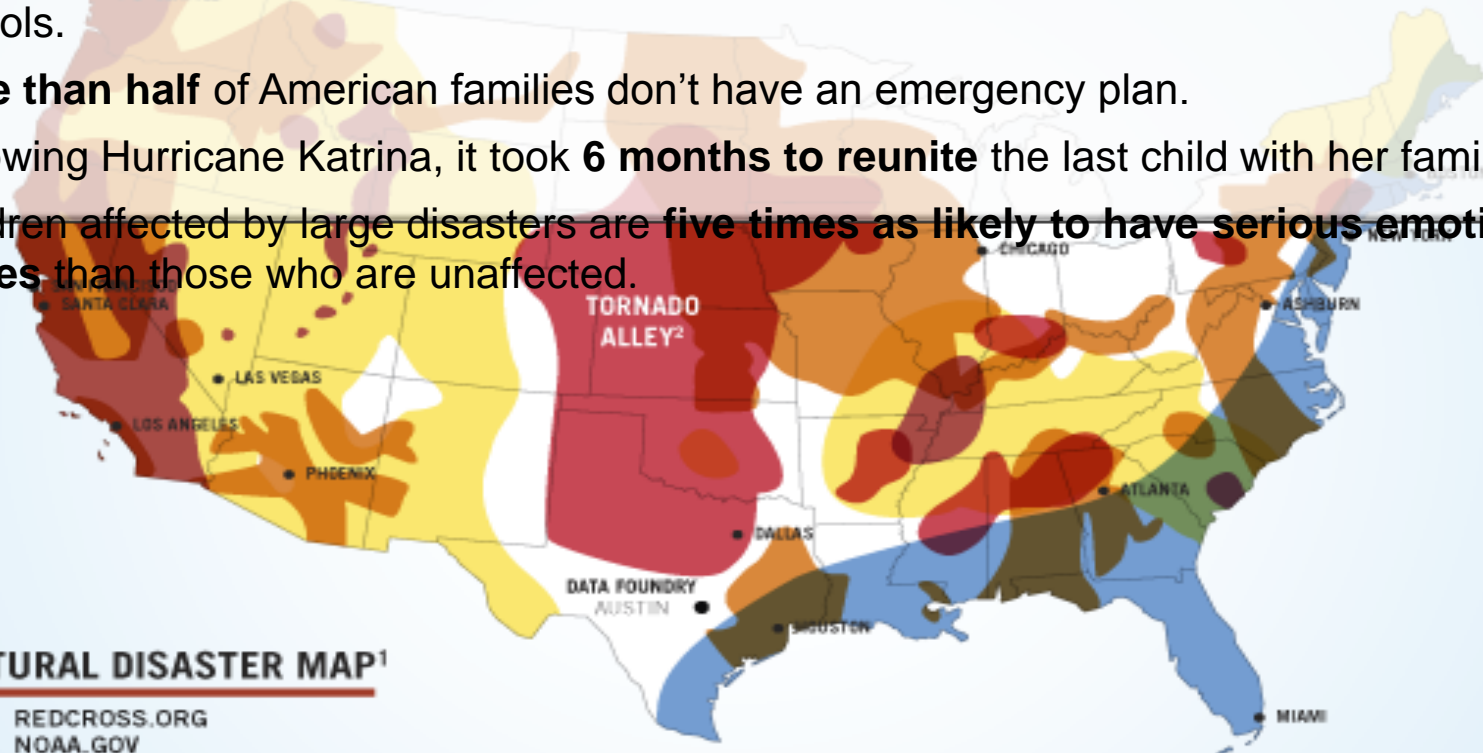 ols.
e than half of American families don’t have an emergency plan.
owing Hurricane Katrina, it took 6 months to reunite the last child with her fami
dren affected by large disasters are five times as likely to have serious emoti
es than those who are unaffected.
CHICAGO
NEW YORK
SANTA CLARA
ASHBURN
TORNADO
ALLEY²
LAS VEGAS
LOS ANGELES
PHOENIX
ATLANTA
DALLAS
DATA FOUNDRY
AUSTIN
HOUSTON
TURAL DISASTER MAP¹
REDCROSS.ORG
NOAA.GOV
MIAMI